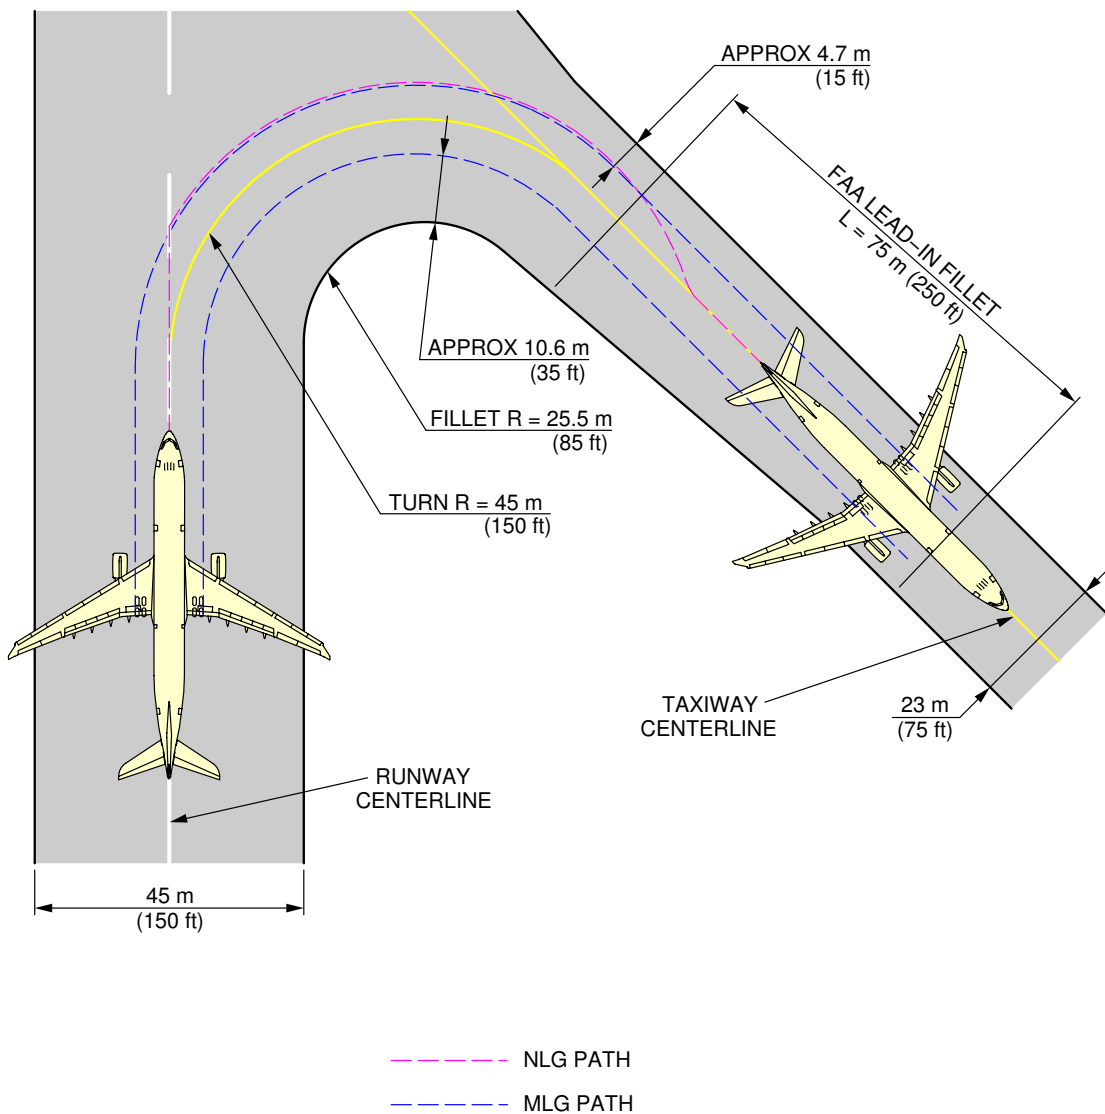 APPROX 4.7 m
(15 ft)
FAA LEAD–IN FILLET
L = 75 m (250 ft)
APPROX 10.6 m
(35 ft)
FILLET R = 25.5 m
(85 ft)
TURN R = 45 m
(150 ft)
TAXIWAY
CENTERLINE
23 m
(75 ft)
RUNWAY
CENTERLINE
45 m
(150 ft)
NLG PATH
MLG PATH